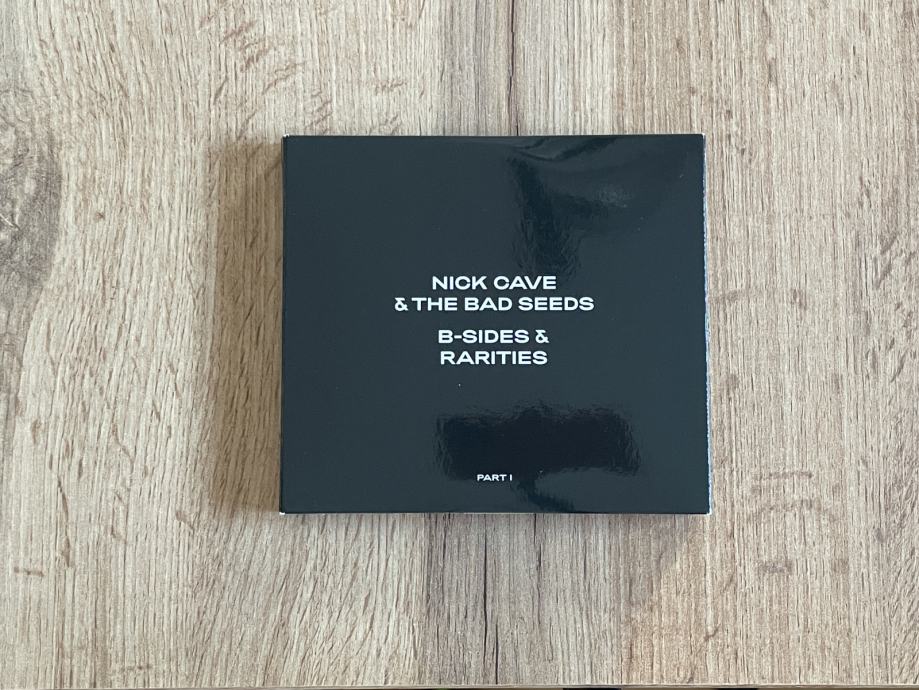 NICK CAVE
& THE BAD SEEDS
B-SIDES &
RARITIES
PART I